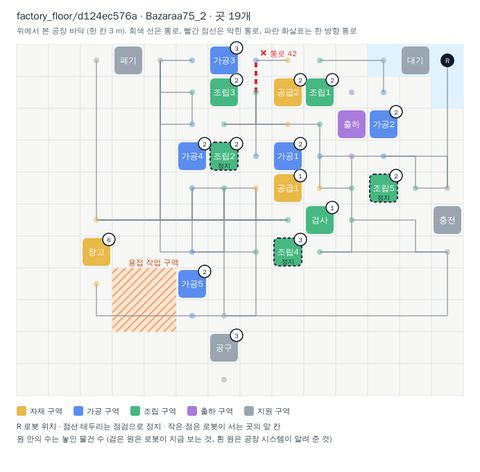 factory_floor/d124ec576a · Bazaraa75_2 · 곳 19개
위에서 본 공장 바닥 (한 칸 3 m). 회색 선은 통로, 빨간 점선은 막힌 통로, 빈 화살표는 한 방향 통로
폐기
가공3
3
✕ 통로 42
대기
R
조립3
2
공급2
2
조립1
2
출하
가공2
2
가공4
2
조립2
2
정지
가공1
2
공급1
1
조립5
2
정지
검사
1
충전
창고
6
조립4
3
정지
용접 작업 구역
가공5
2
공구
3
자재 구역
가공 구역
조립 구역
출하 구역
지원 구역
R 로봇 위치 · 점선 테두리는 점검으로 정지 · 작은 점은 로봇이 서는 곳의 앞 칸
원 안의 수는 놓인 물건 수 (검은 원은 로봇이 지금 보는 것, 흰 원은 공장 시스템이 알려 준 것)